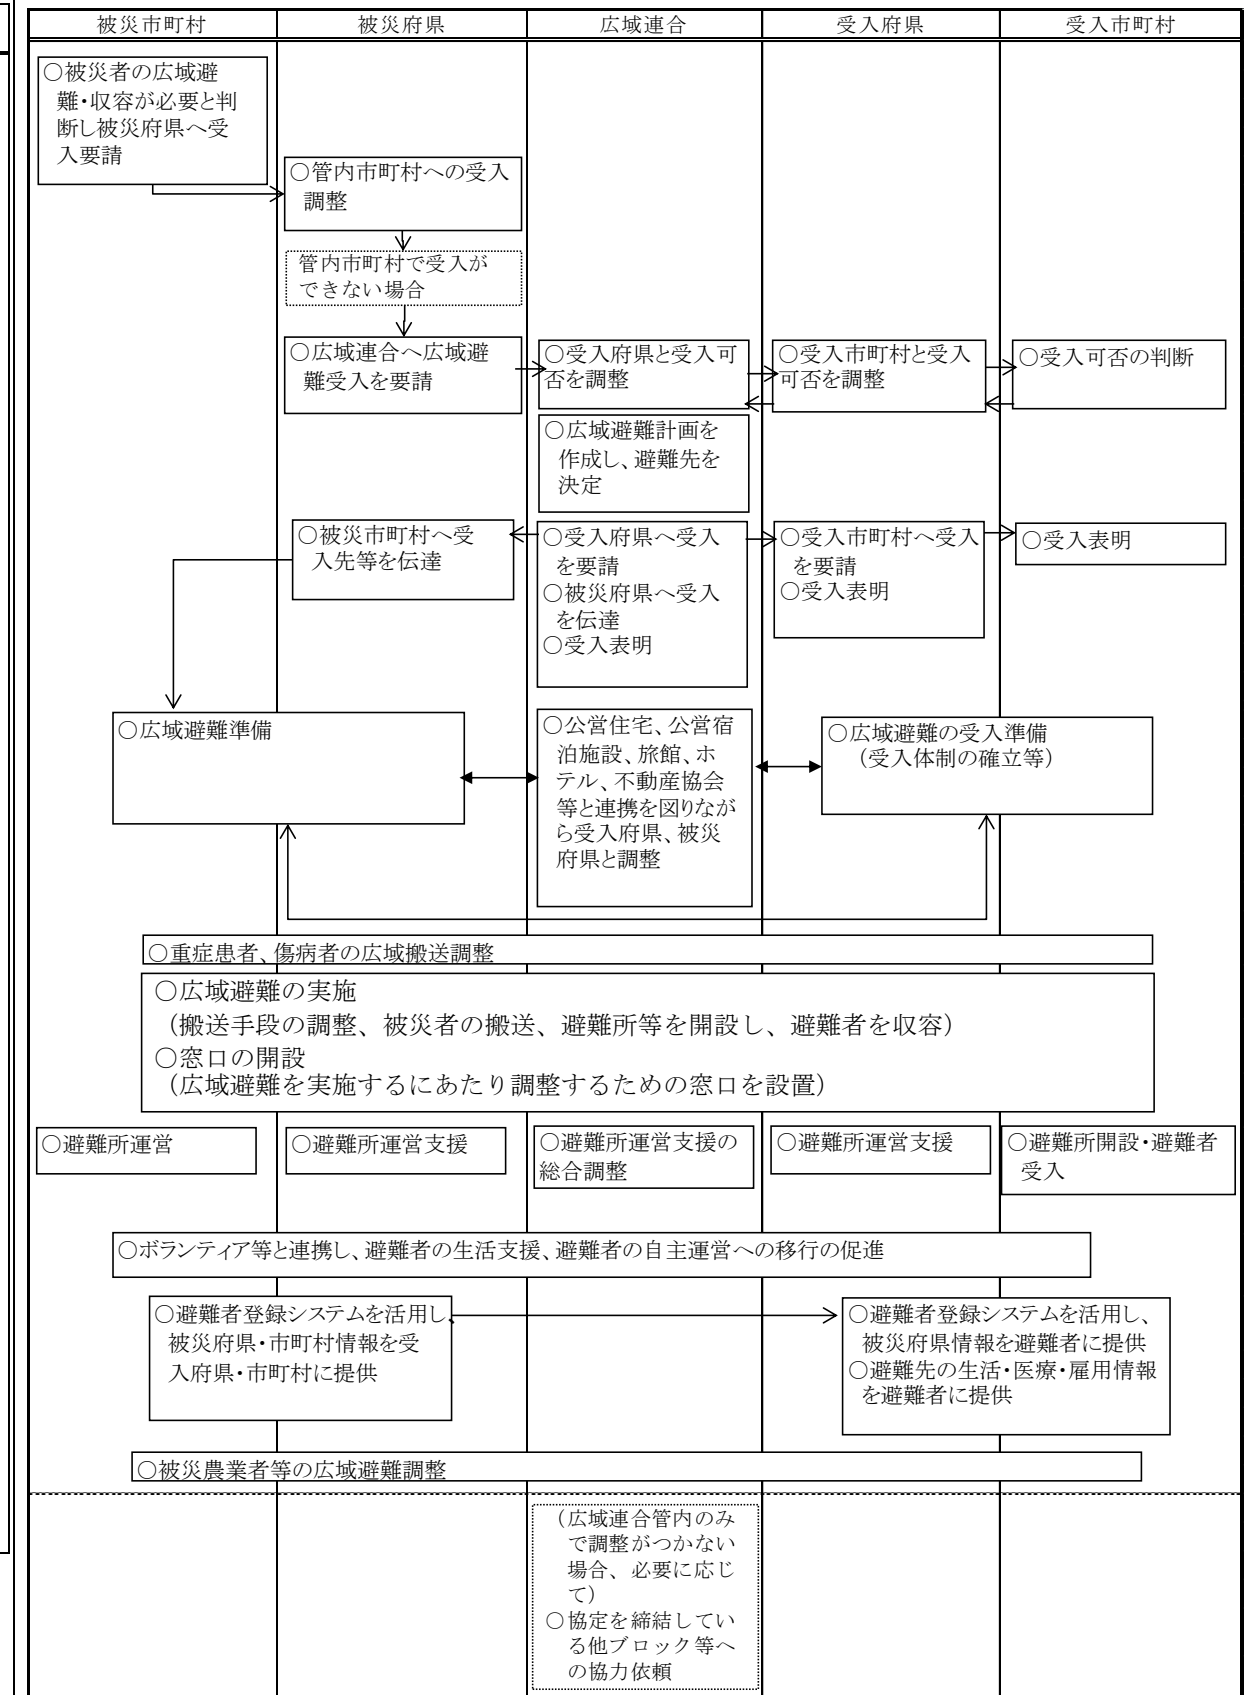 被災市町村 被災府県 広域連合 受入府県 受入市町村
○被災者の広域避
難・収容が必要と判
断し被災府県へ受
入要請
○管内市町村への受入
調整
管内市町村で受入が
できない場合
○広域連合へ広域避
難受入を要請
○受入府県と受入可
否を調整
○受入市町村と受入
可否を調整
○受入可否の判断
○広域避難計画を
作成し、避難先を
決定
○被災市町村へ受
入先等を伝達
○受入府県へ受入
を要請
○被災府県へ受入
を伝達
○受入表明
○受入市町村へ受入
を要請
○受入表明
○受入表明
○広域避難準備
○公営住宅、公営宿
泊施設、旅館、ホ
テル、不動産協会
等と連携を図りなが
ら受入府県、被災
府県と調整
○広域避難の受入準備
（受入体制の確立等）
○重症患者、傷病者の広域搬送調整
○広域避難の実施
（搬送手段の調整、被災者の搬送、避難所等を開設し、避難者を収容）
○窓口の開設
（広域避難を実施するにあたり調整するための窓口を設置）
○避難所運営
○避難所運営支援
○避難所運営支援の
総合調整
○避難所運営支援
○避難所開設・避難者
受入
○ボランティア等と連携し、避難者の生活支援、避難者の自主運営への移行の促進
○避難者登録システムを活用し、
被災府県・市町村情報を受
入府県・市町村に提供
○避難者登録システムを活用し、
被災府県情報を避難者に提供
○避難先の生活・医療・雇用情報
を避難者に提供
○被災農業者等の広域避難調整
（広域連合管内のみ
で調整がつかない
場合、必要に応じ
て）
○協定を締結してい
る他ブロック等へ
の協力依頼